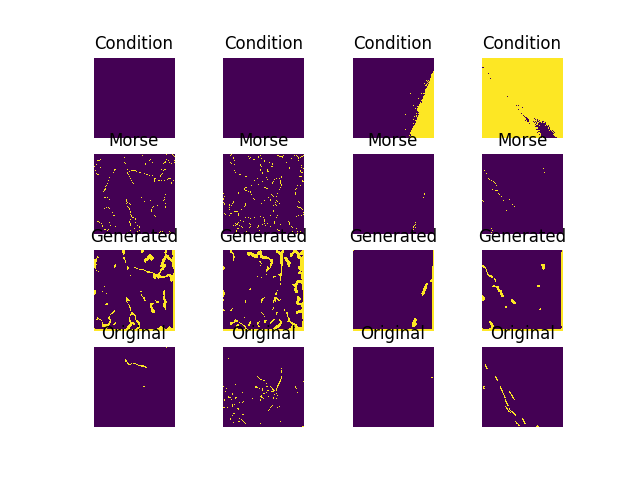 Condition Condition Condition Condition
Morse Morse Morse Morse
Generated Generated Generated Generated
Original Original Original Original